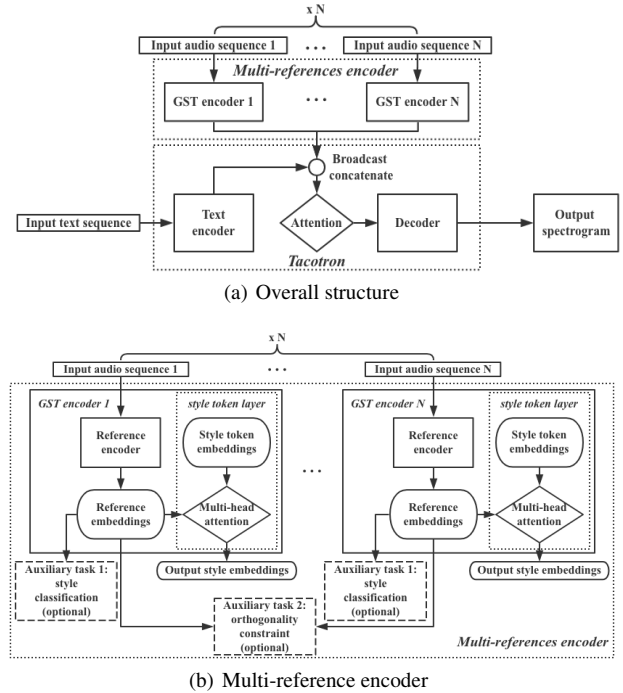 x N
Input audio sequence 1 ... Input audio sequence N
Multi-references encoder
GST encoder 1 ... GST encoder N
Broadcast
concatenate
Input text sequence
Text
encoder
Attention
Decoder
Output
spectrogram
Tacotron
(a) Overall structure
x N
Input audio sequence 1 ... Input audio sequence N
GST encoder 1
style token layer
Reference
encoder
Style token
embeddings
Reference
embeddings
Multi-head
attention
Output style embeddings
Auxiliary task 1:
style
classification
(optional)
...
GST encoder N
style token layer
Reference
encoder
Style token
embeddings
Reference
embeddings
Multi-head
attention
Output style embeddings
Auxiliary task 1:
style
classification
(optional)
Auxiliary task 2:
orthogonality
constraint
(optional)
Multi-references encoder
(b) Multi-reference encoder